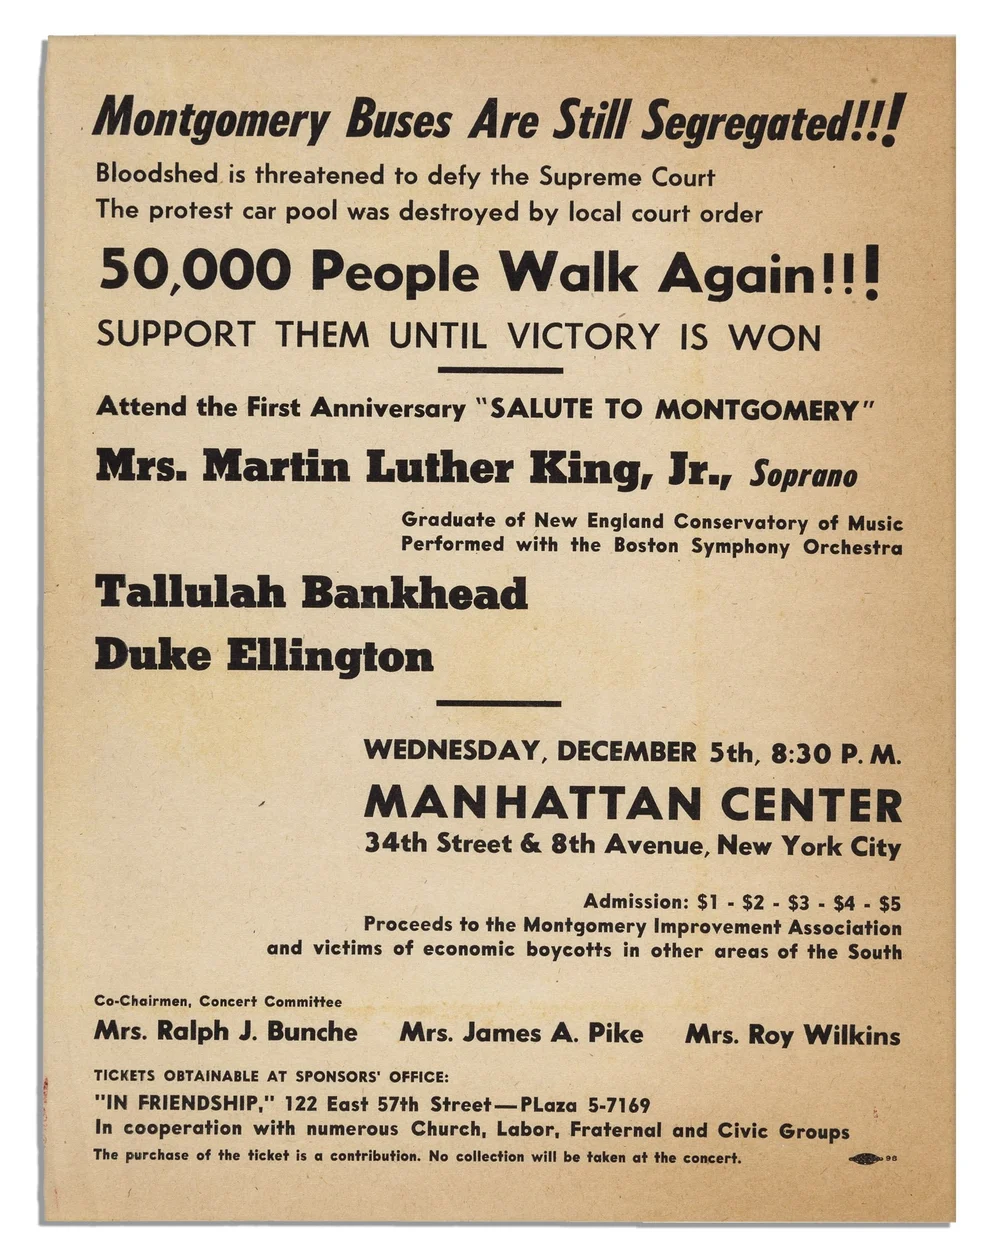 Montgomery Buses Are Still Segregated!!!
Bloodshed is threatened to defy the Supreme Court
The protest car pool was destroyed by local court order
50,000 People Walk Again!!!
SUPPORT THEM UNTIL VICTORY IS WON
Attend the First Anniversary "SALUTE TO MONTGOMERY"
Mrs. Martin Luther King, Jr., Soprano
Graduate of New England Conservatory of Music
Performed with the Boston Symphony Orchestra
Tallulah Bankhead
Duke Ellington
WEDNESDAY, DECEMBER 5th, 8:30 P. M.
MANHATTAN CENTER
34th Street & 8th Avenue, New York City
Admission: $1 - $2 - $3 - $4 - $5
Proceeds to the Montgomery Improvement Association
and victims of economic boycotts in other areas of the South
Co-Chairmen, Concert Committee
Mrs. Ralph J. Bunche Mrs. James A. Pike Mrs. Roy Wilkins
TICKETS OBTAINABLE AT SPONSORS' OFFICE:
"IN FRIENDSHIP," 122 East 57th Street—PLaza 5-7169
In cooperation with numerous Church, Labor, Fraternal and Civic Groups
The purchase of the ticket is a contribution. No collection will be taken at the concert.
98